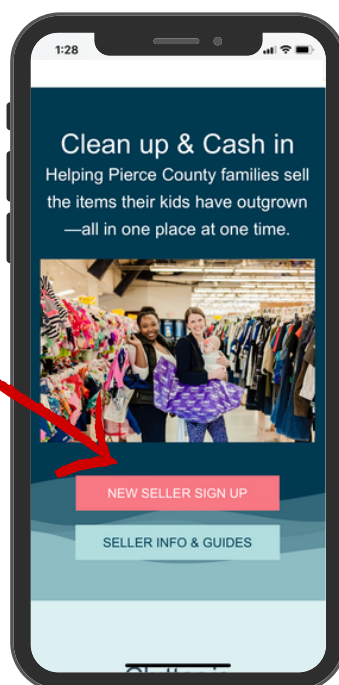 1:28
Clean up & Cash in
Helping Pierce County families sell
the items their kids have outgrown
—all in one place at one time.
NEW SELLER SIGN UP
SELLER INFO & GUIDES